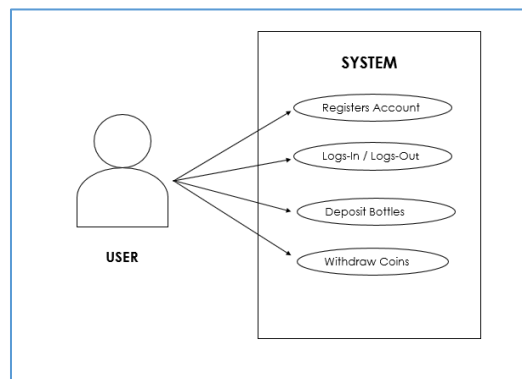 SYSTEM
Registers Account
Logs-In / Logs-Out
Deposit Bottles
Withdraw Coins
USER